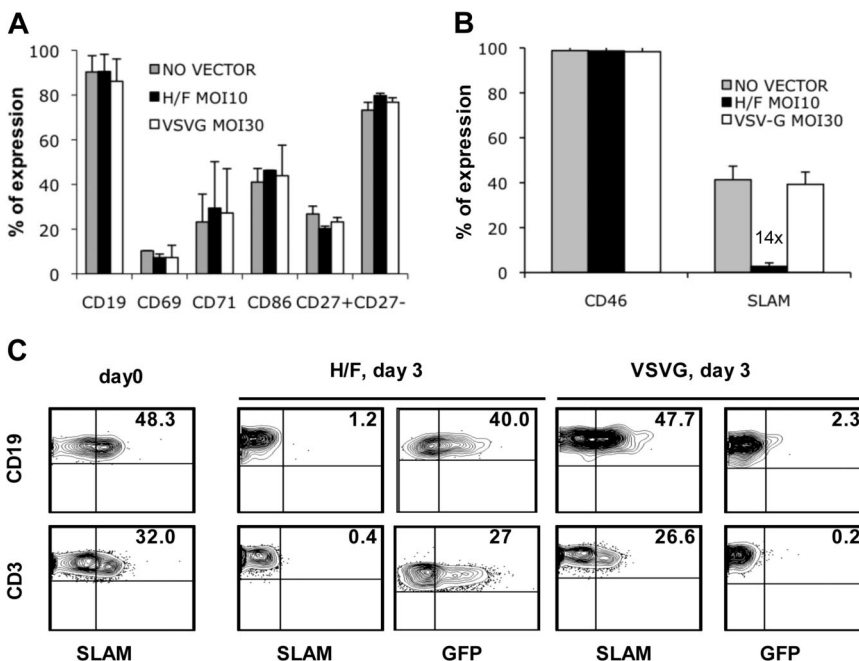 A
% of expression
100
80
60
40
20
0
NO VECTOR
H/F MOI10
VSVG MOI30
CD19 CD69 CD71 CD86 CD27+CD27-
B
% of expression
100
80
60
40
20
0
NO VECTOR
H/F MOI10
VSV-G MOI30
14x
CD46 SLAM
C
day0 H/F, day 3 VSVG, day 3
CD19
48.3 1.2 40.0 47.7 2.3
CD3
32.0 0.4 27 26.6 0.2
SLAM SLAM GFP SLAM GFP